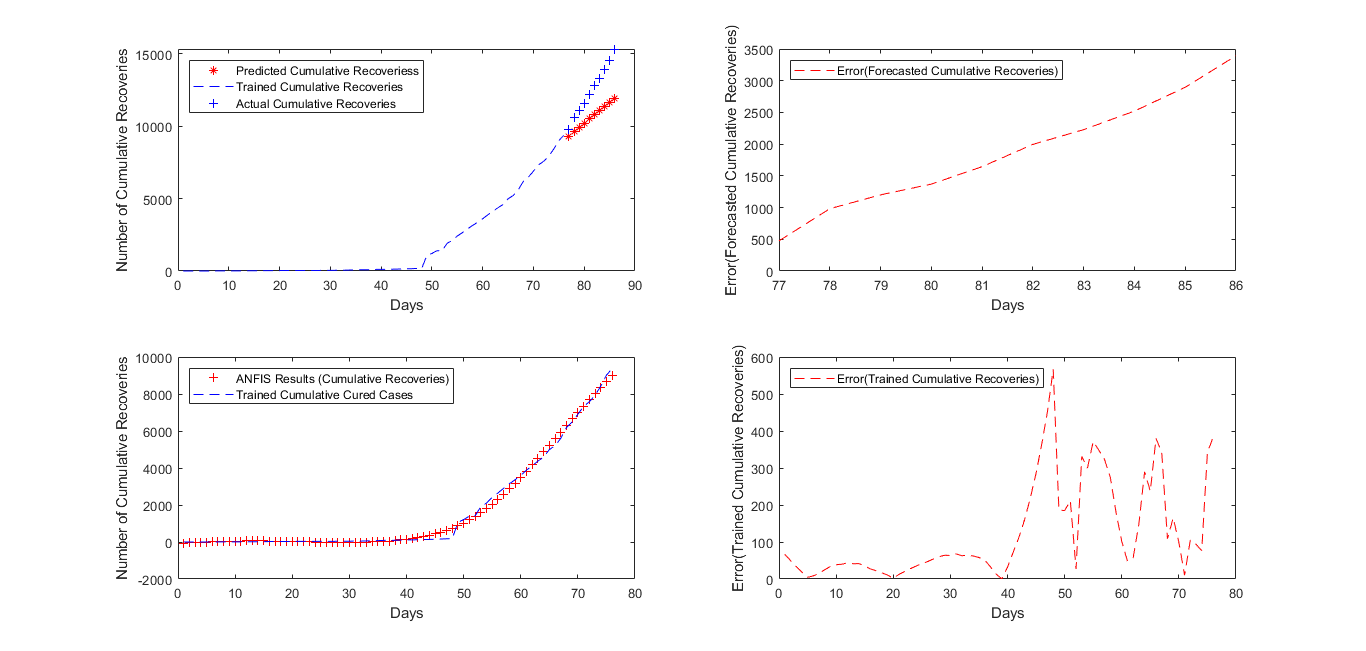 Number of Cumulative Recoveries
15000
10000
5000
0
Predicted Cumulative Recoveriess
Trained Cumulative Recoveries
Actual Cumulative Recoveries
0 10 20 30 40 50 60 70 80 90
Days
Error(Forecasted Cumulative Recoveries)
3500
3000
2500
2000
1500
1000
500
0
Error(Forecasted Cumulative Recoveries)
77 78 79 80 81 82 83 84 85 86
Days
Number of Cumulative Recoveries
10000
8000
6000
4000
2000
0
-2000
ANFIS Results (Cumulative Recoveries)
Trained Cumulative Cured Cases
0 10 20 30 40 50 60 70 80
Days
Error(Trained Cumulative Recoveries)
600
500
400
300
200
100
0
Error(Trained Cumulative Recoveries)
0 10 20 30 40 50 60 70 80
Days